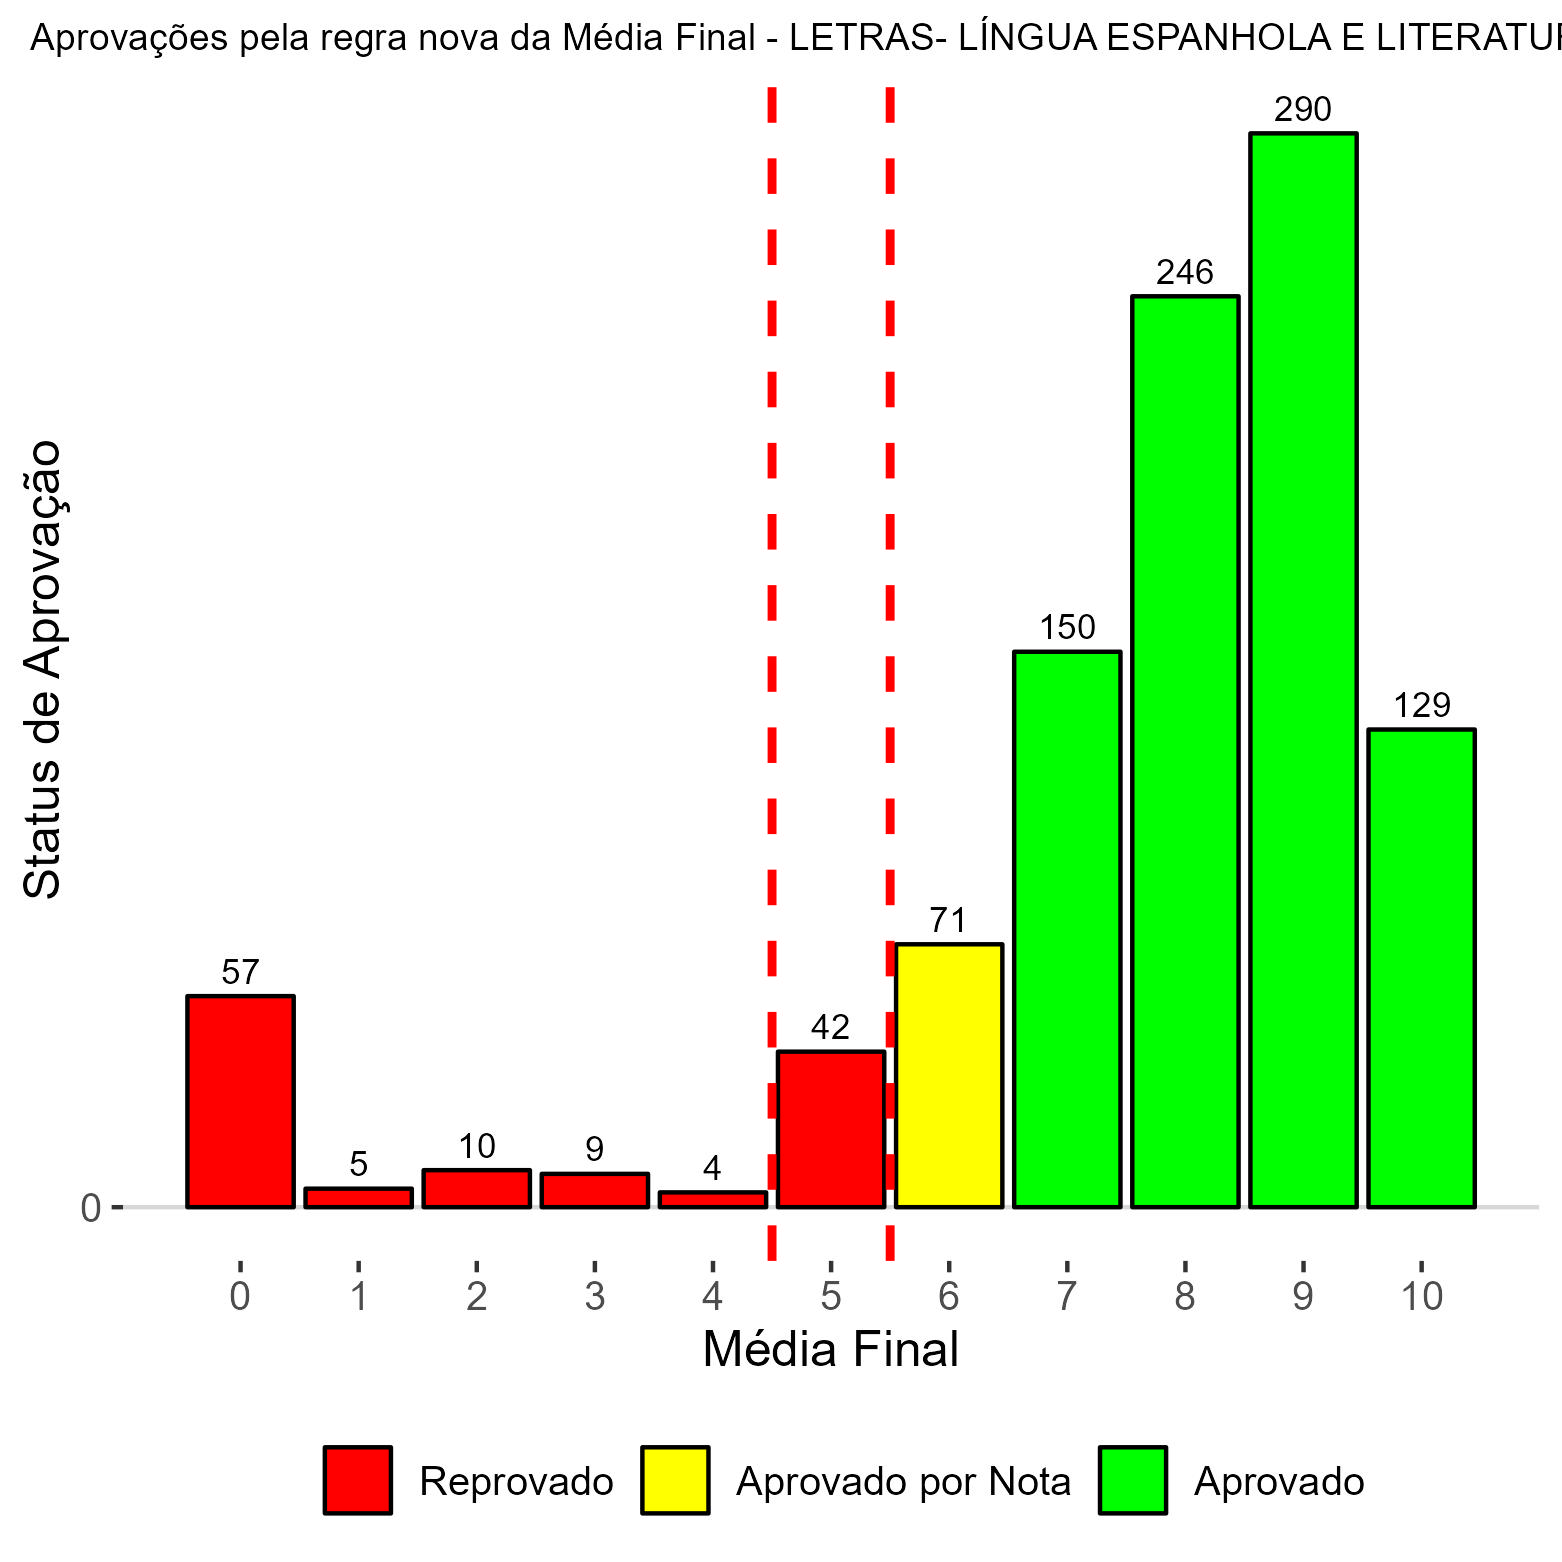 Aprovações pela regra nova da Média Final - LETRAS- LÍNGUA ESPANHOLA E
290
246
150
129
71
57
42
10
9
5
4
Status de Aprovação
0
0 1 2 3 4 5 6 7 8 9 10
Média Final
Reprovado Aprovado por Nota Aprovado